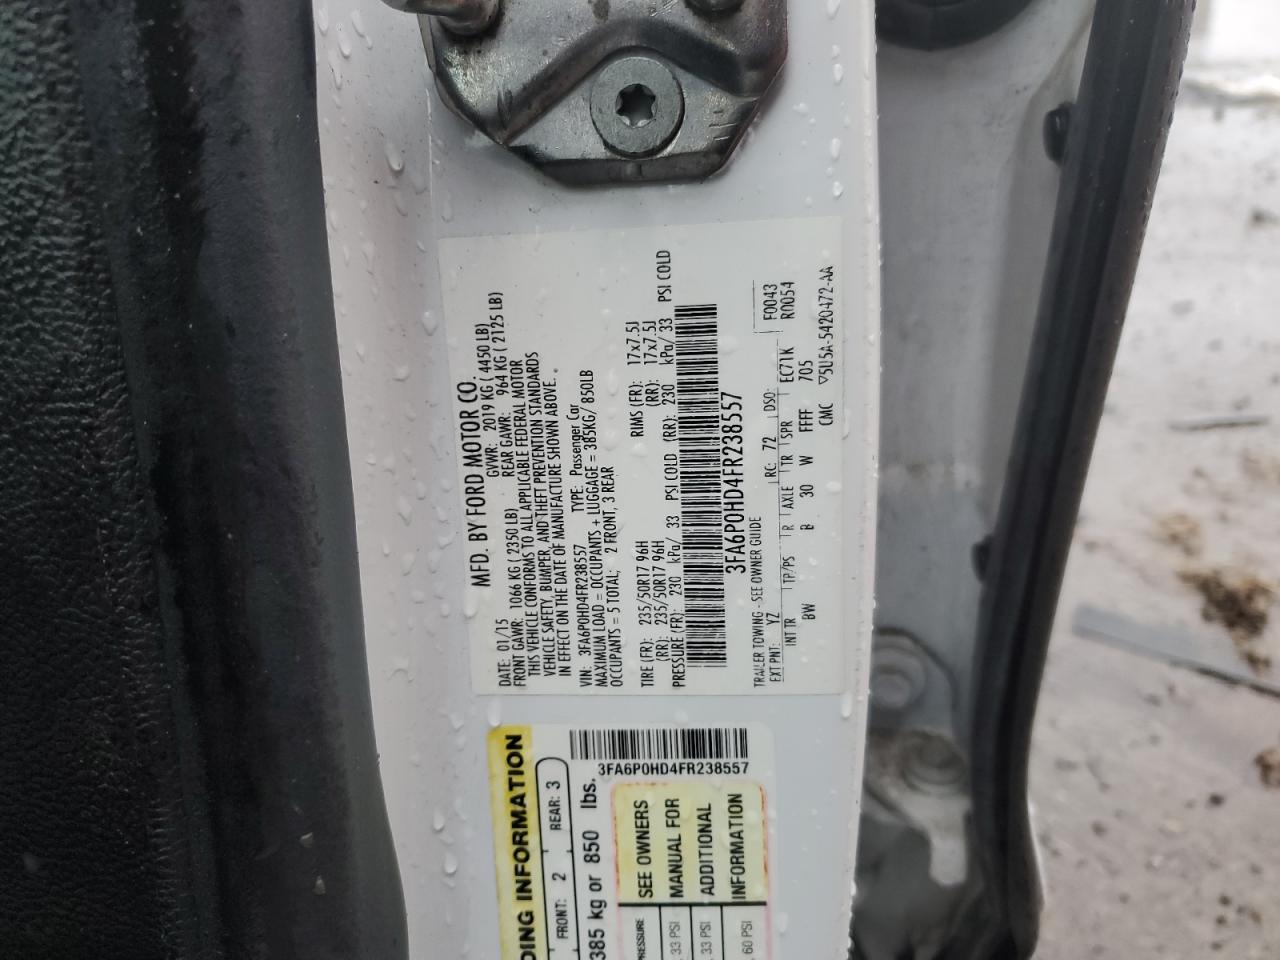 MFD. BY FORD MOTOR CO.
DATE: 01/15 GVWR: 2019 KG ( 4450 LB)
FRONT GAWR: 1066 KG ( 2350 LB) REAR GAWR: 964 KG ( 2125 LB)
THIS VEHICLE CONFORMS TO ALL APPLICABLE FEDERAL MOTOR
VEHICLE SAFETY, BUMPER, AND THEFT PREVENTION STANDARDS
IN EFFECT ON THE DATE OF MANUFACTURE SHOWN ABOVE.
VIN: 3FA6P0HD4FR238557 TYPE: Passenger Car
MAXIMUM LOAD = OCCUPANTS + LUGGAGE = 385KG/ 850LB
OCCUPANTS = 5 TOTAL, 2 FRONT, 3 REAR
TIRE (FR): 235/50R17 96H RIMS (FR): 17x7.5J
(RR): 235/50R17 96H (RR): 17x7.5J
PRESSURE (FR): 230 kPa/ 33 PSI COLD (RR): 230 kPa/ 33 PSI COLD
3FA6P0HD4FR238557
TRAILER TOWING - SEE OWNER GUIDE
EXT PNT: YZ RC: 72 DSO: F0043
INT TR TP/PS R AXLE TR SPR EC71K R0054
BW B 30 W FFFF 705
CMC ▽5U5A-5420472-AA
DING INFORMATION
FRONT: 2 REAR: 3
385 kg or 850 lbs.
3FA6P0HD4FR238557
RESSURE SEE OWNERS
33 PSI MANUAL FOR
33 PSI ADDITIONAL
60 PSI INFORMATION